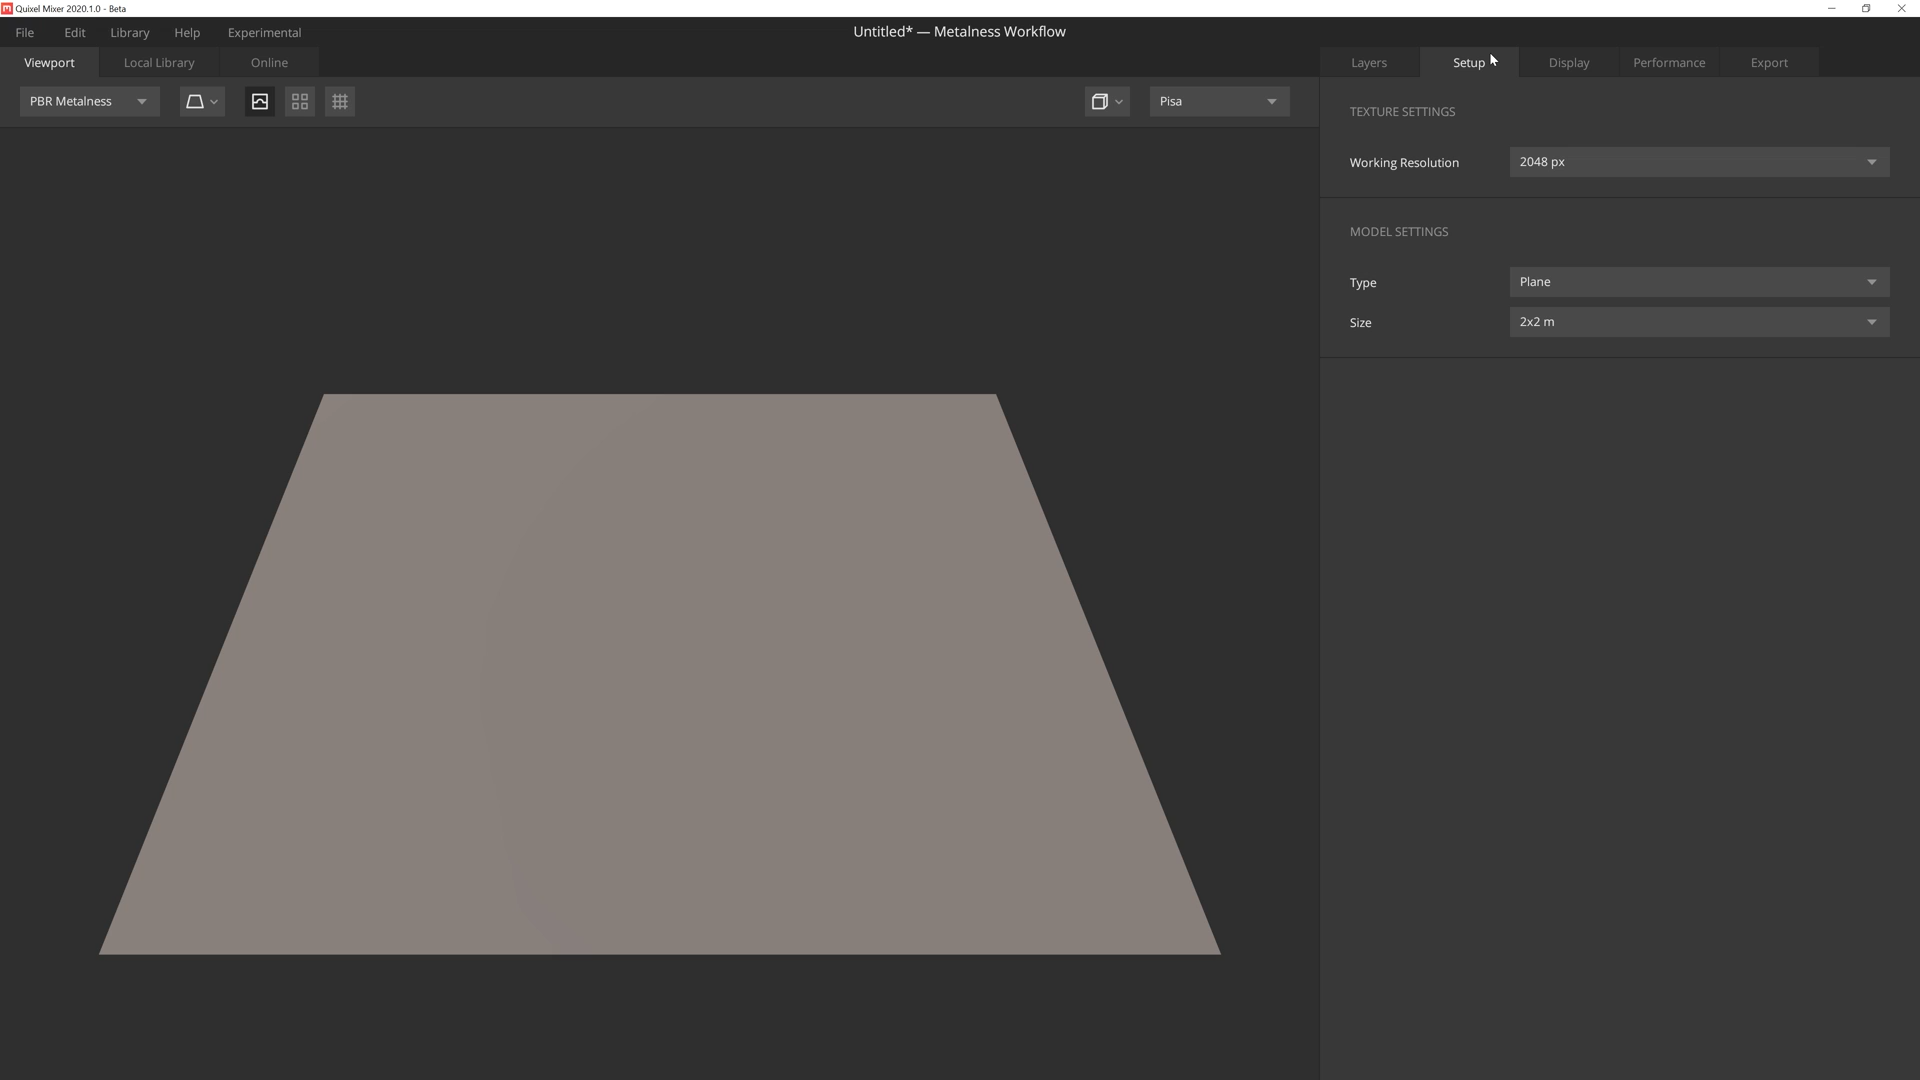 Quixel Mixer 2020.1.0 - Beta
File Edit Library Help Experimental
Untitled* — Metalness Workflow
Viewport Local Library Online
Layers Setup Display Performance Export
PBR Metalness
Pisa
TEXTURE SETTINGS
Working Resolution 2048 px
MODEL SETTINGS
Type Plane
Size 2x2 m